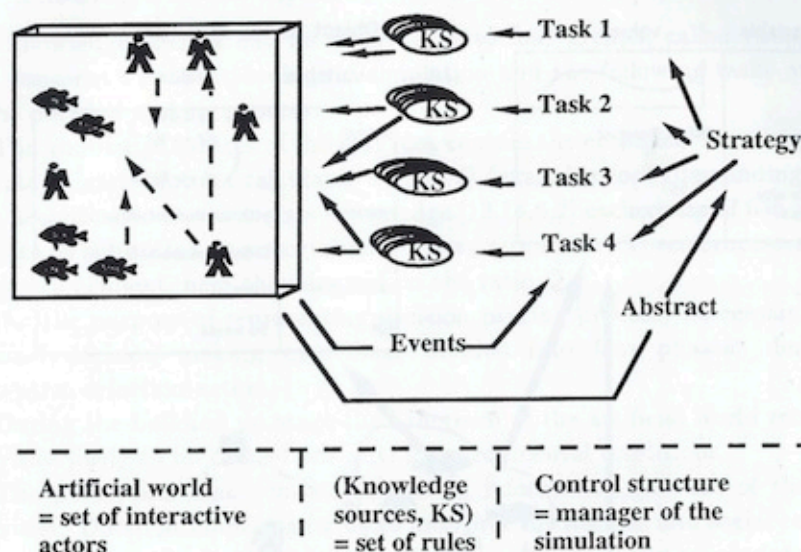 KS
Task 1
KS
Task 2
Strategy
KS
Task 3
KS
Task 4
Abstract
Events
Artificial world
= set of interactive
actors
(Knowledge
sources, KS)
= set of rules
Control structure
= manager of the
simulation